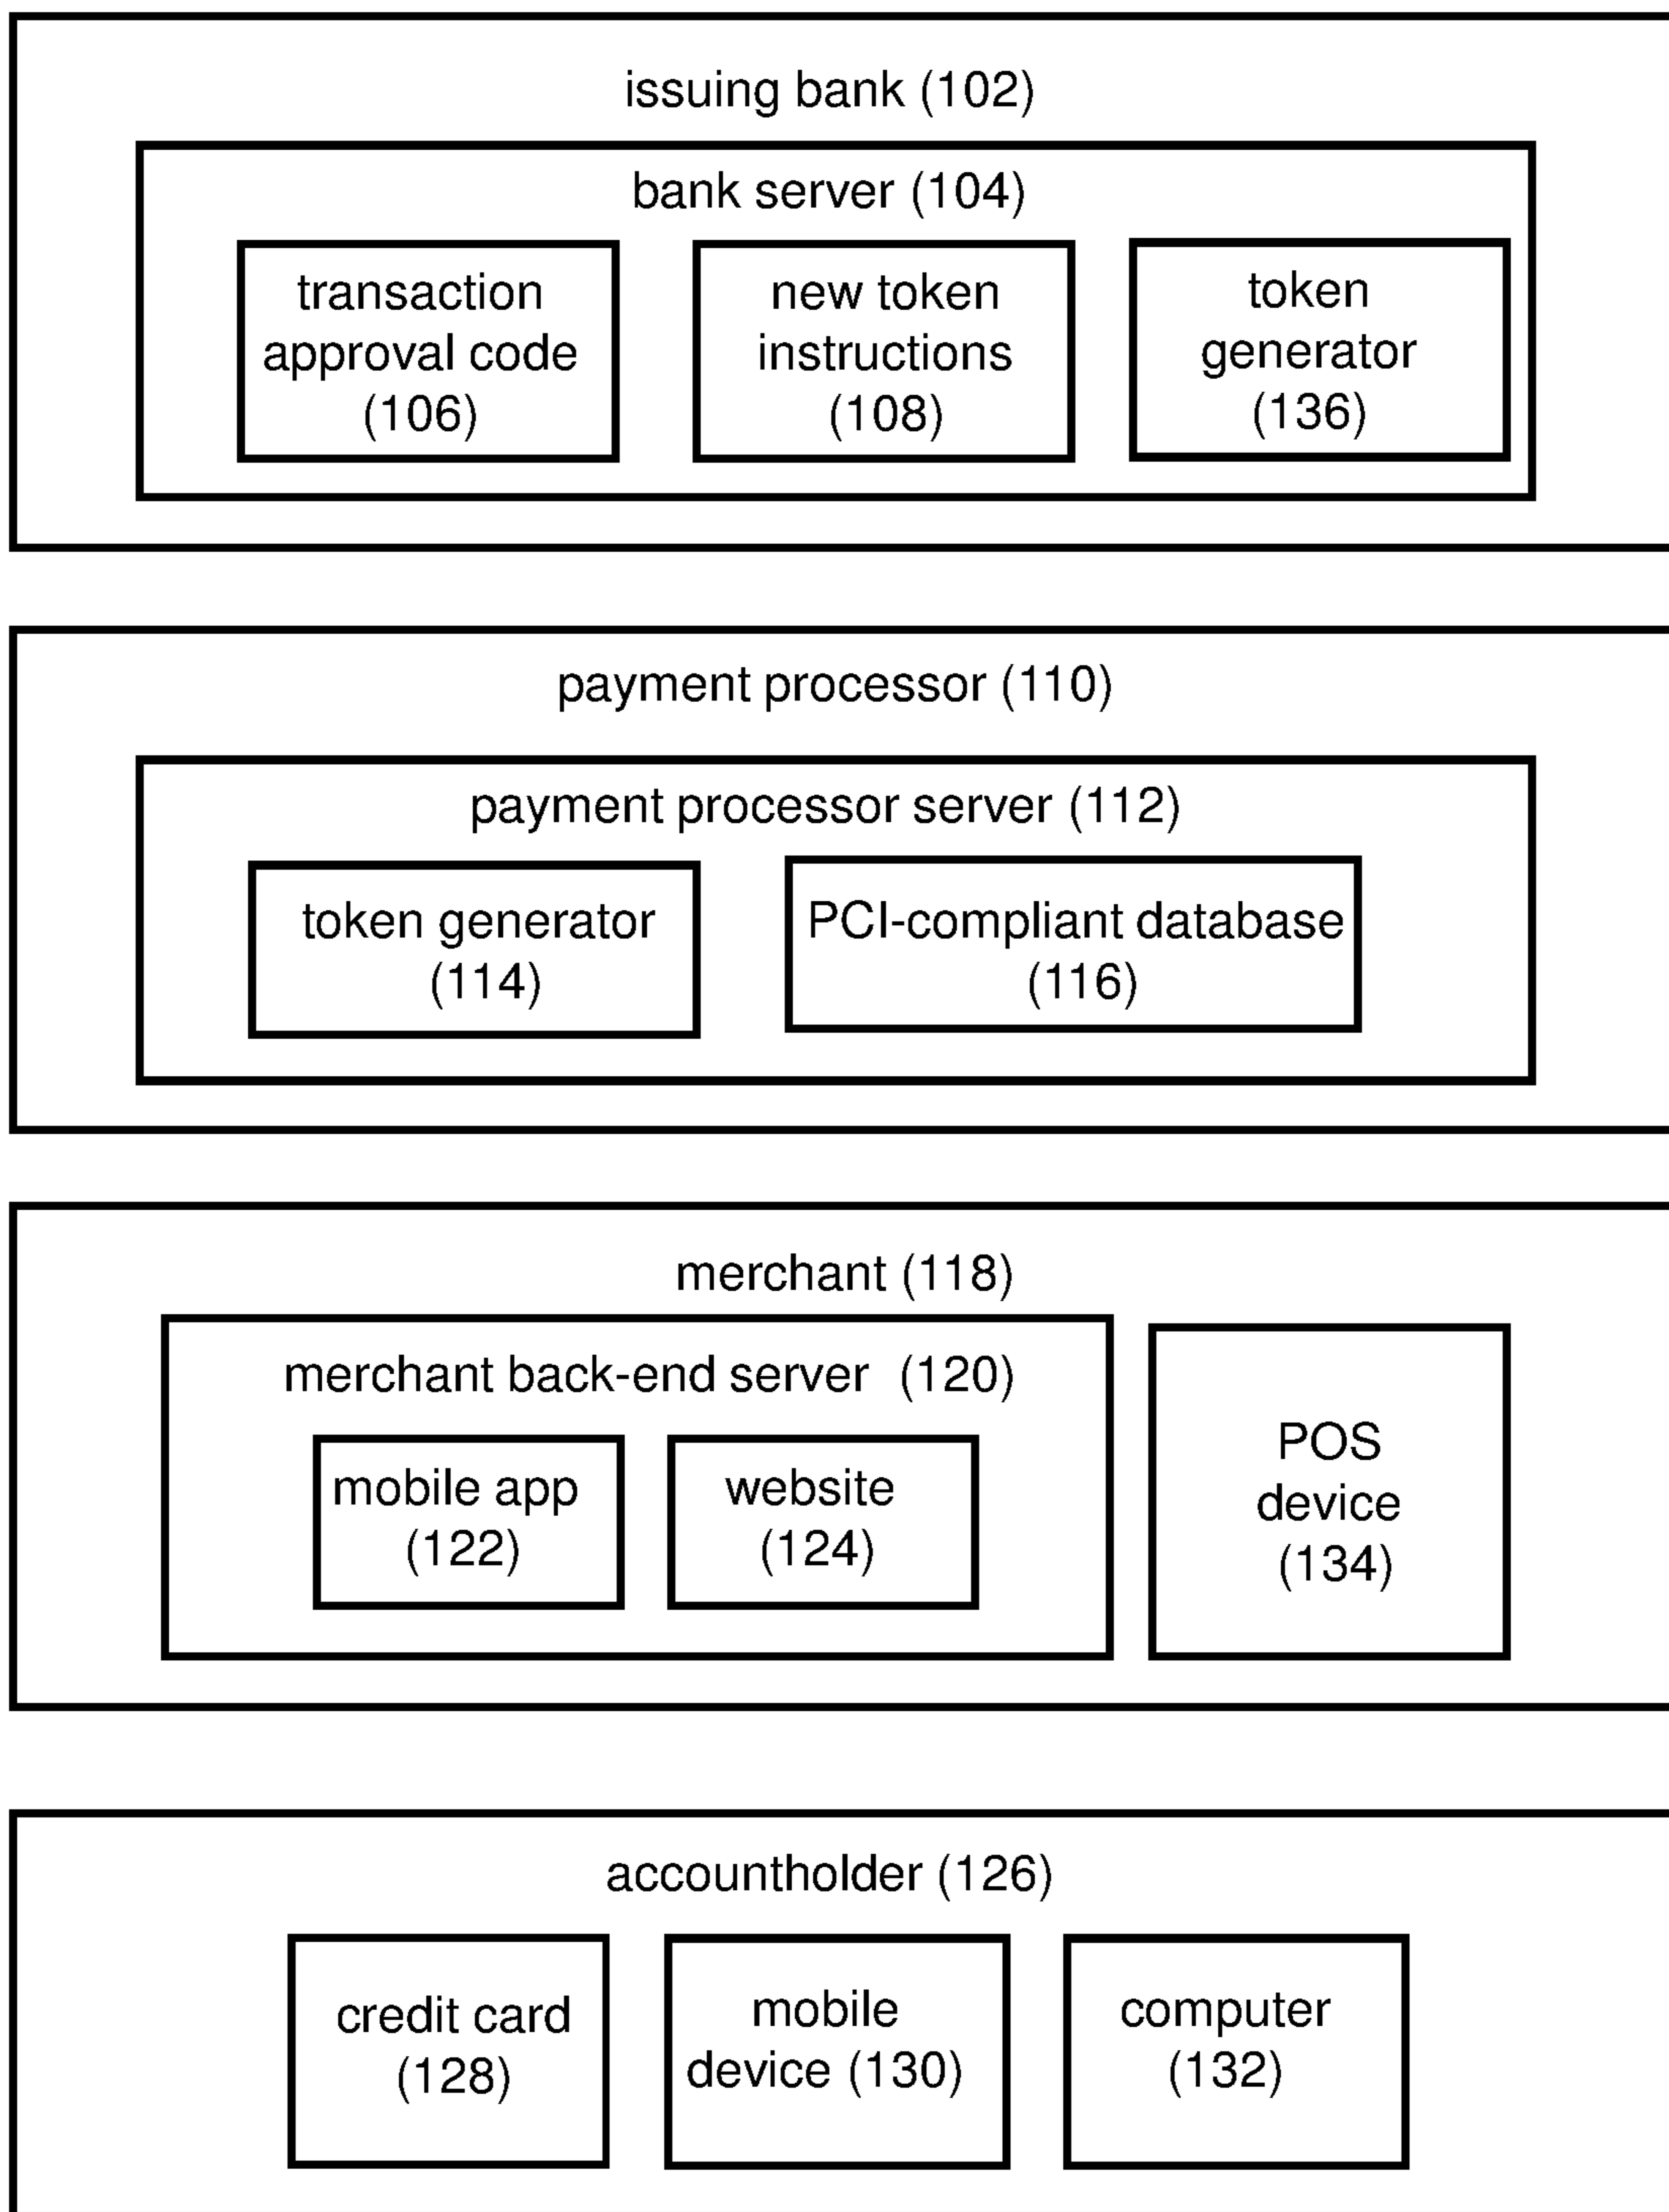 issuing bank (102)
bank server (104)
transaction
approval code
(106)
new token
instructions
(108)
token
generator
(136)
payment processor (110)
payment processor server (112)
token generator
(114)
PCI-compliant database
(116)
merchant (118)
merchant back-end server (120)
mobile app
(122)
website
(124)
POS
device
(134)
accountholder (126)
credit card
(128)
mobile
device (130)
computer
(132)